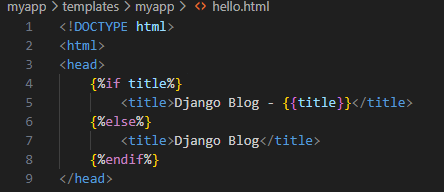 myapp > templates > myapp > <> hello.html
1 <!DOCTYPE html>
2 <html>
3 <head>
4     {%if title%}
5         <title>Django Blog - {{title}}</title>
6     {%else%}
7         <title>Django Blog</title>
8     {%endif%}
9 </head>